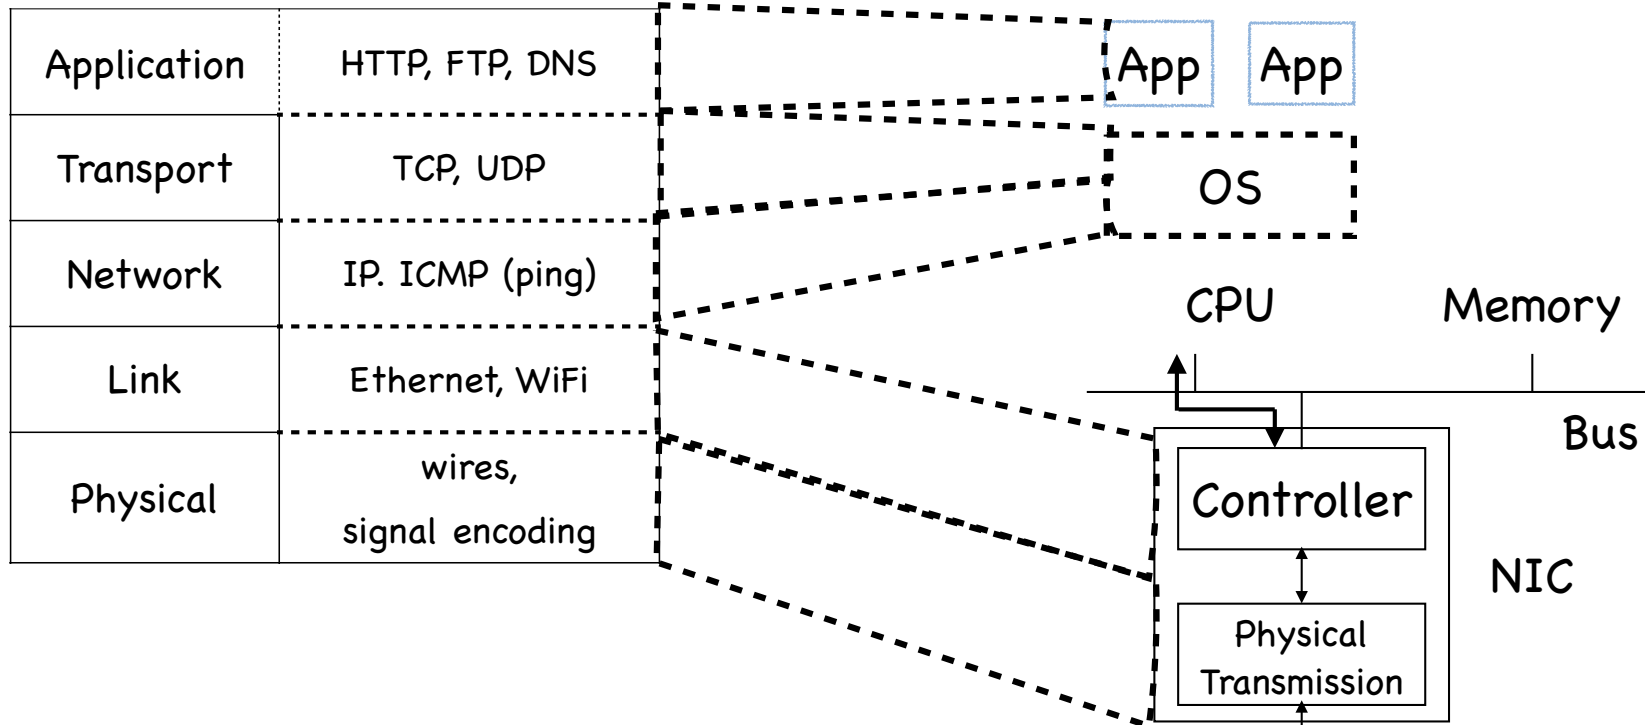 Application
HTTP, FTP, DNS
Transport
TCP, UDP
Network
IP. ICMP (ping)
Link
Ethernet, WiFi
Physical
wires,
signal encoding
App
App
OS
CPU
Memory
Bus
Controller
NIC
Physical
Transmission